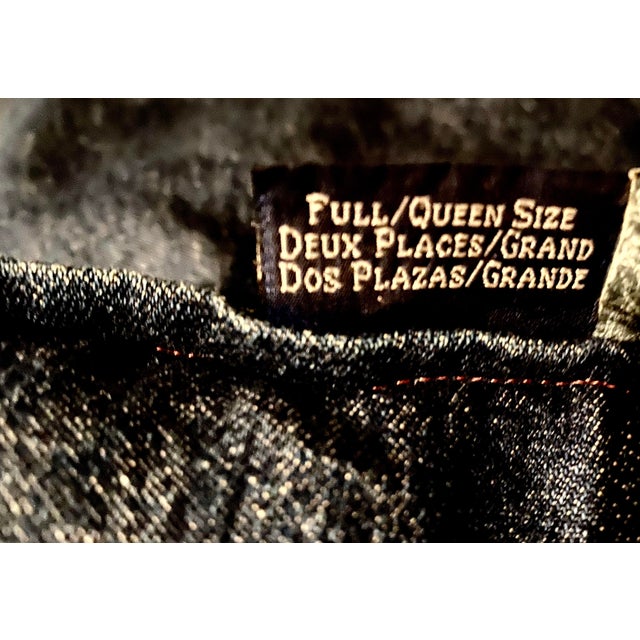 FULL/QUEEN SIZE
DEUX PLACES/GRAND
DOS PLAZAS/GRANDE